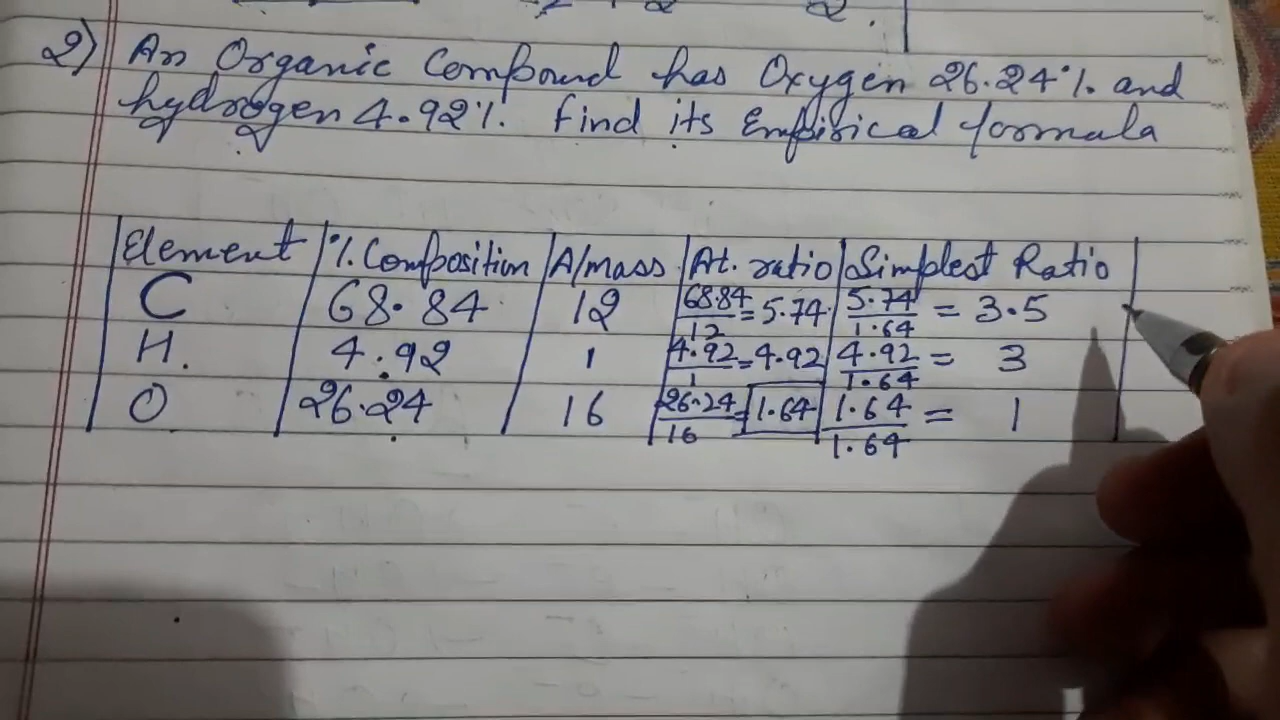 2) An Organic Compound has Oxygen 26.24%. and
hydrogen 4.92%. find its Empirical formula
Element %.Composition A/mass At. ratio Simplest Ratio
C 68.84 12 68.84/12 = 5.74 5.74/1.64 = 3.5
H. 4.92 1 4.92/1 = 4.92 4.92/1.64 = 3
O 26.24 16 26.24/16 = 1.64 1.64/1.64 = 1